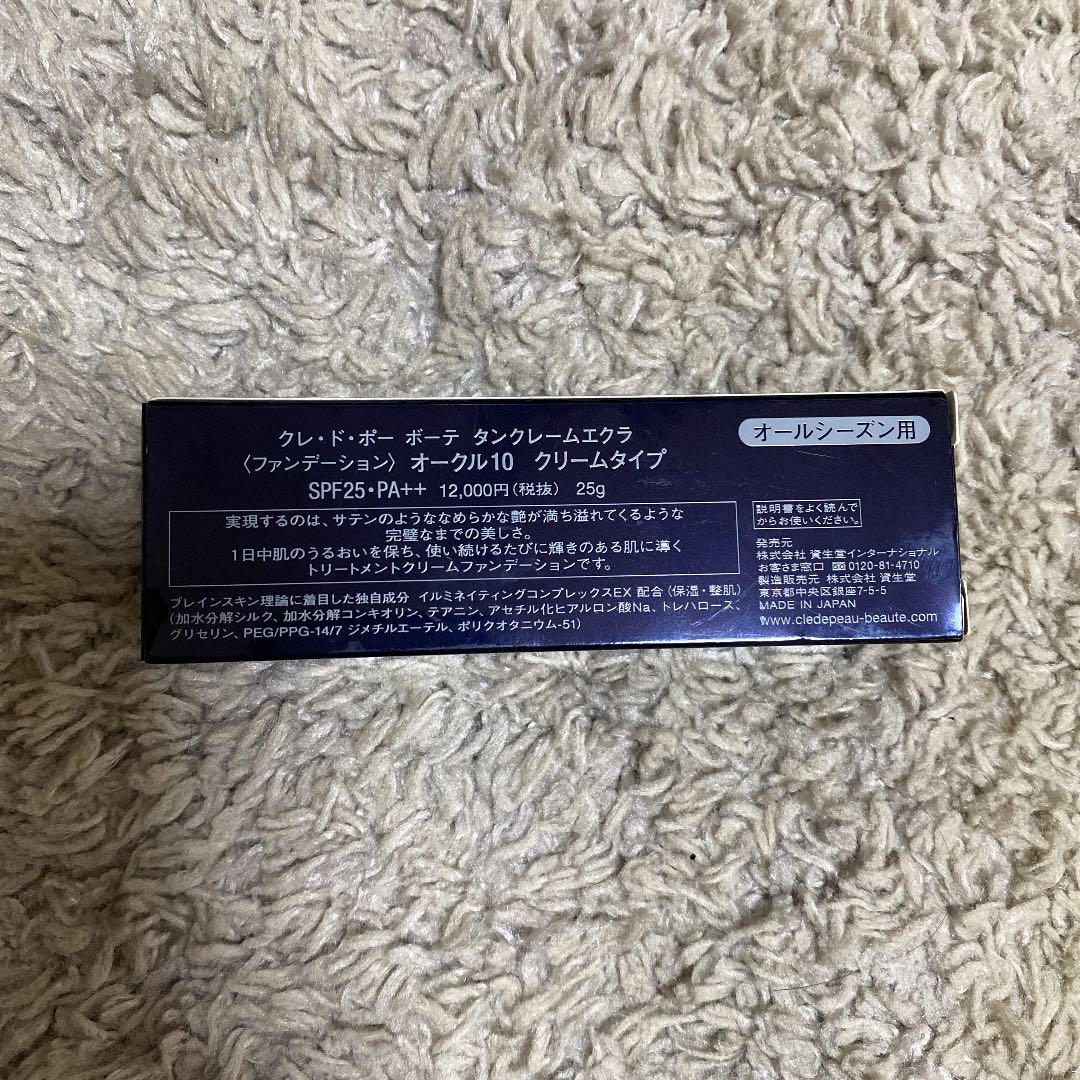 クレ・ド・ポー ボーテ タンクレームエクラ
〈ファンデーション〉 オークル10 クリームタイプ
SPF25・PA++ 12,000円(税抜) 25g
実現するのは、サテンのようななめらかな艶が満ち溢れてくるような
完璧なまでの美しさ。
1日中肌のうるおいを保ち、使い続けるたびに輝きのある肌に導く
トリートメントクリームファンデーションです。
ブレインスキン理論に着目した独自成分 イルミネイティングコンプレックスEX 配合(保湿・整肌)
(加水分解シルク、加水分解コンキオリン、テアニン、アセチル化ヒアルロン酸Na、トレハロース、
グリセリン、PEG/PPG-14/7 ジメチルエーテル、ポリクオタニウム-51)
オールシーズン用
説明書をよく読んで
からお使いください。
発売元
株式会社 資生堂インターナショナル
お客さま窓口 0120-81-4710
製造販売元 株式会社 資生堂
東京都中央区銀座7-5-5
MADE IN JAPAN
www.cledepeau-beaute.com